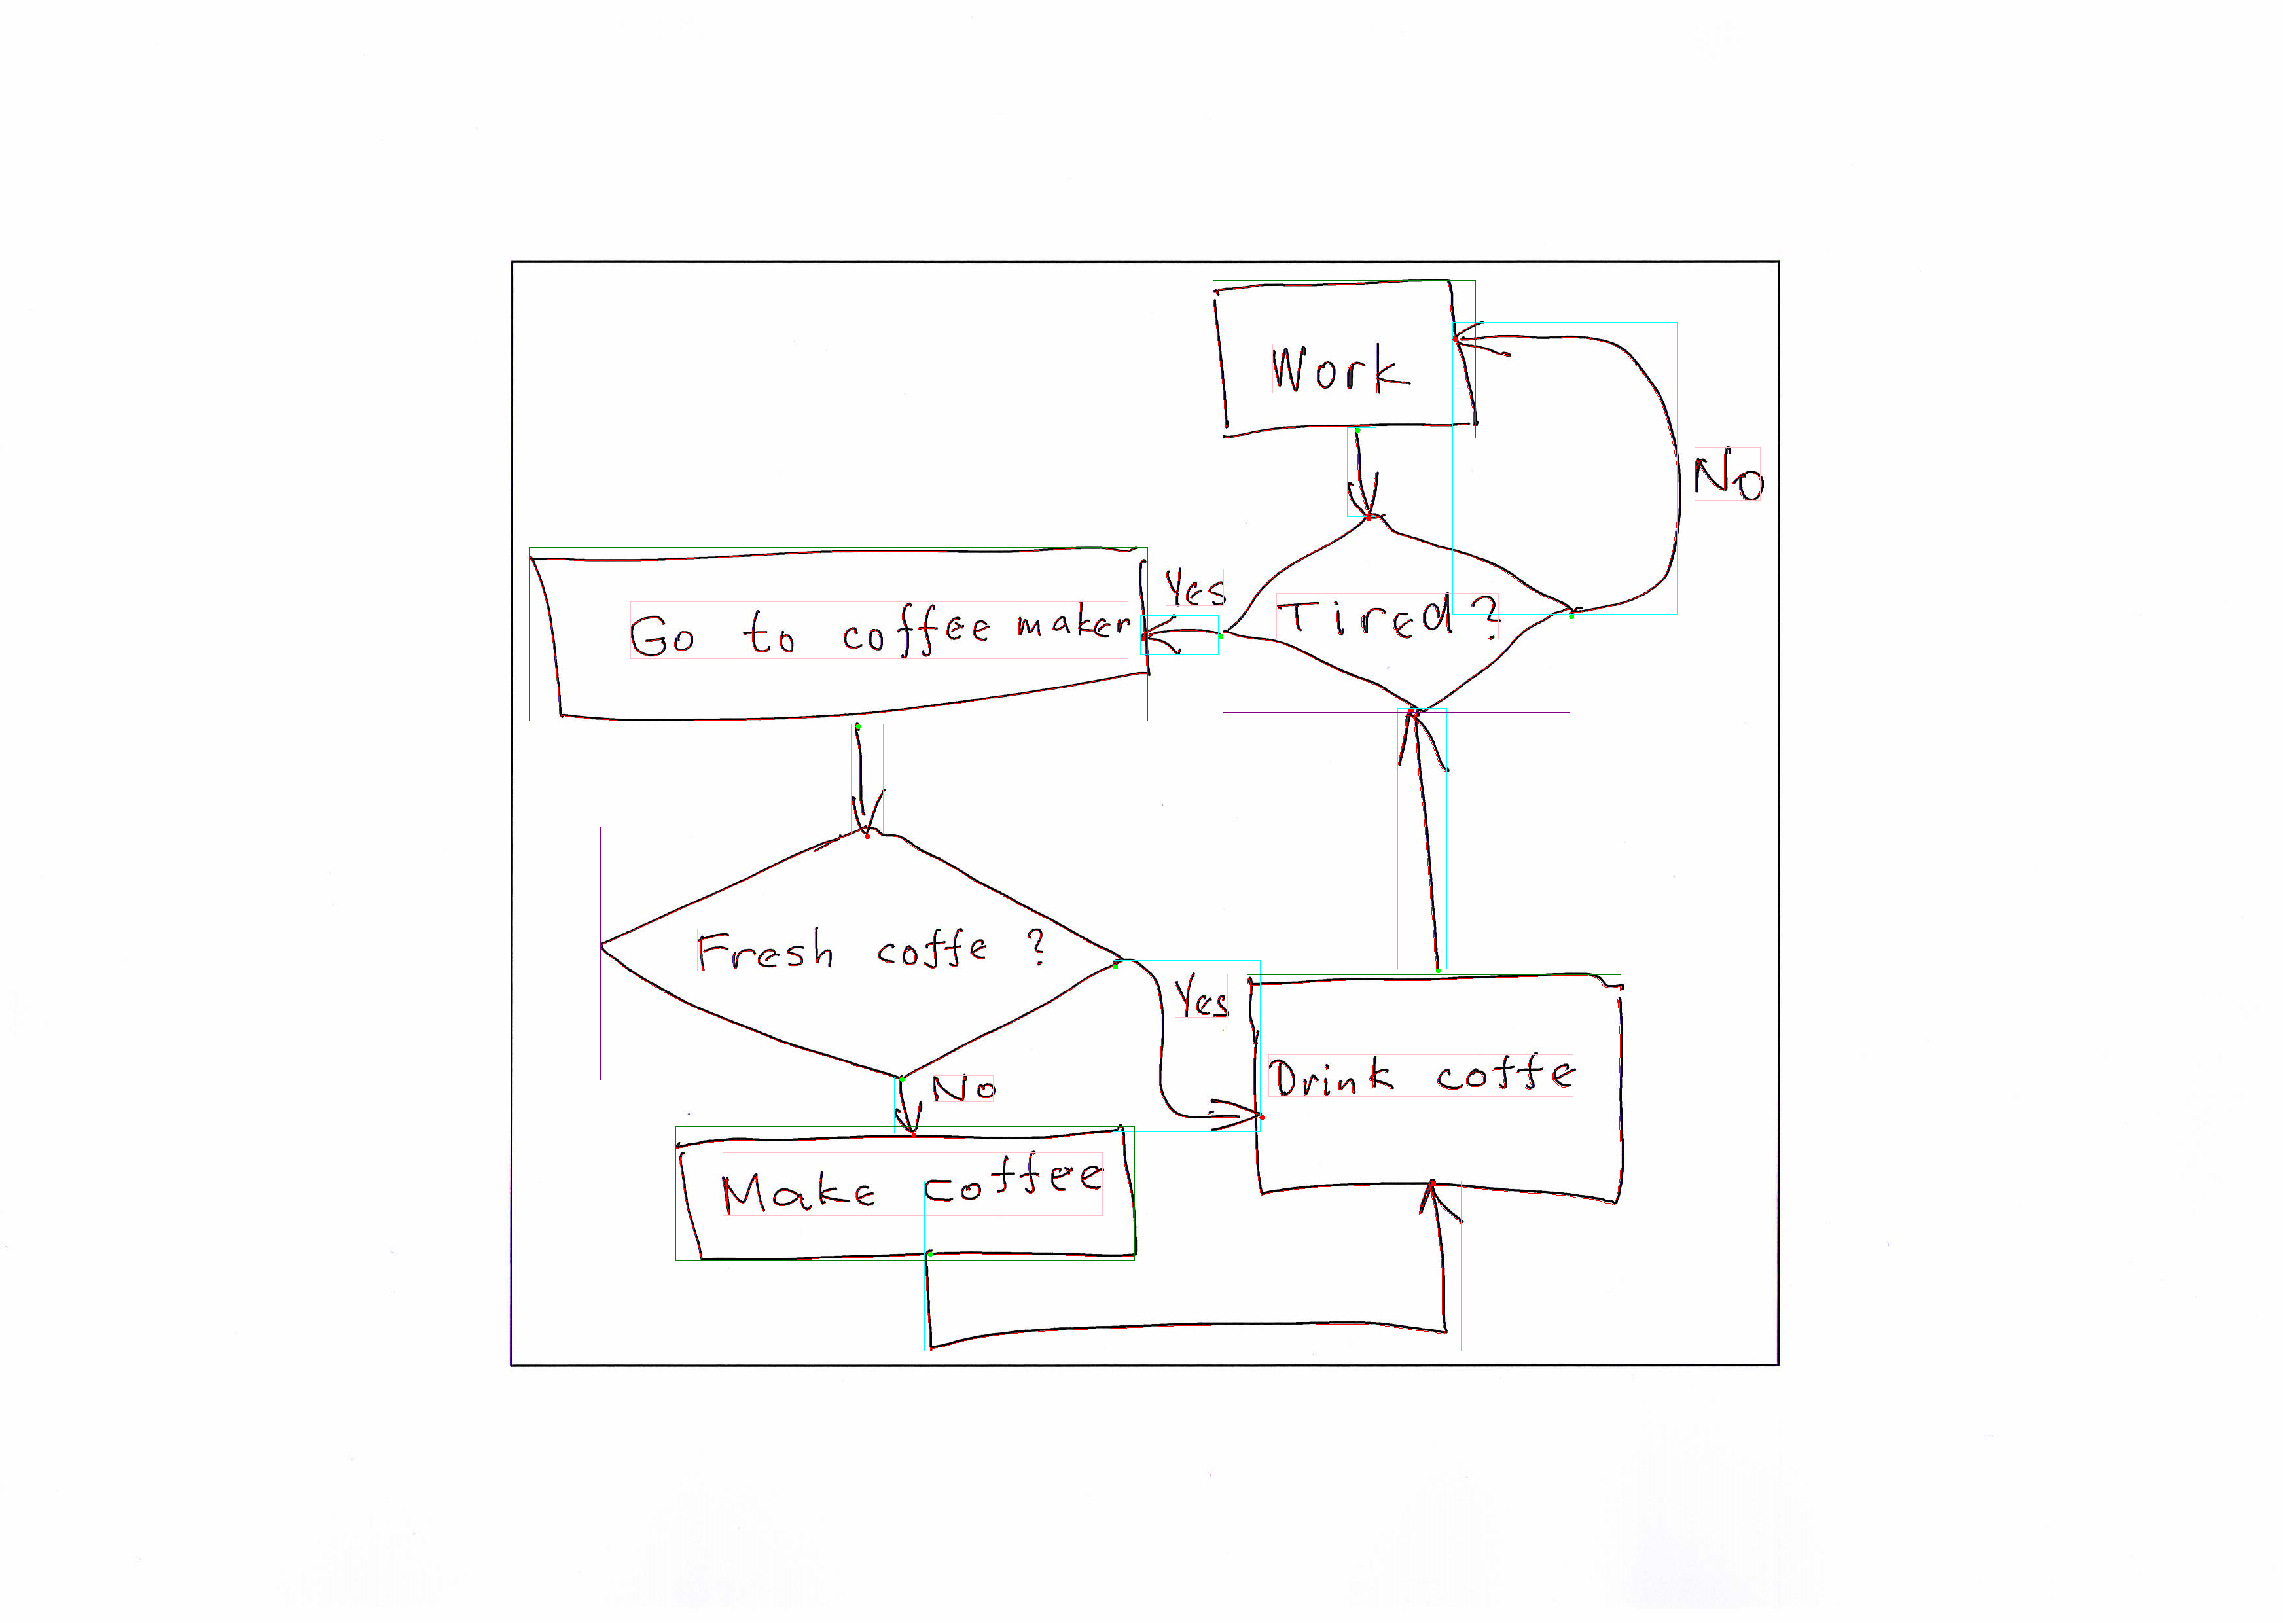 Work
No
Yes
Tired?
Go to coffee maker
Fresh coffe ?
Yes
Drink coffe
No
Make coffee